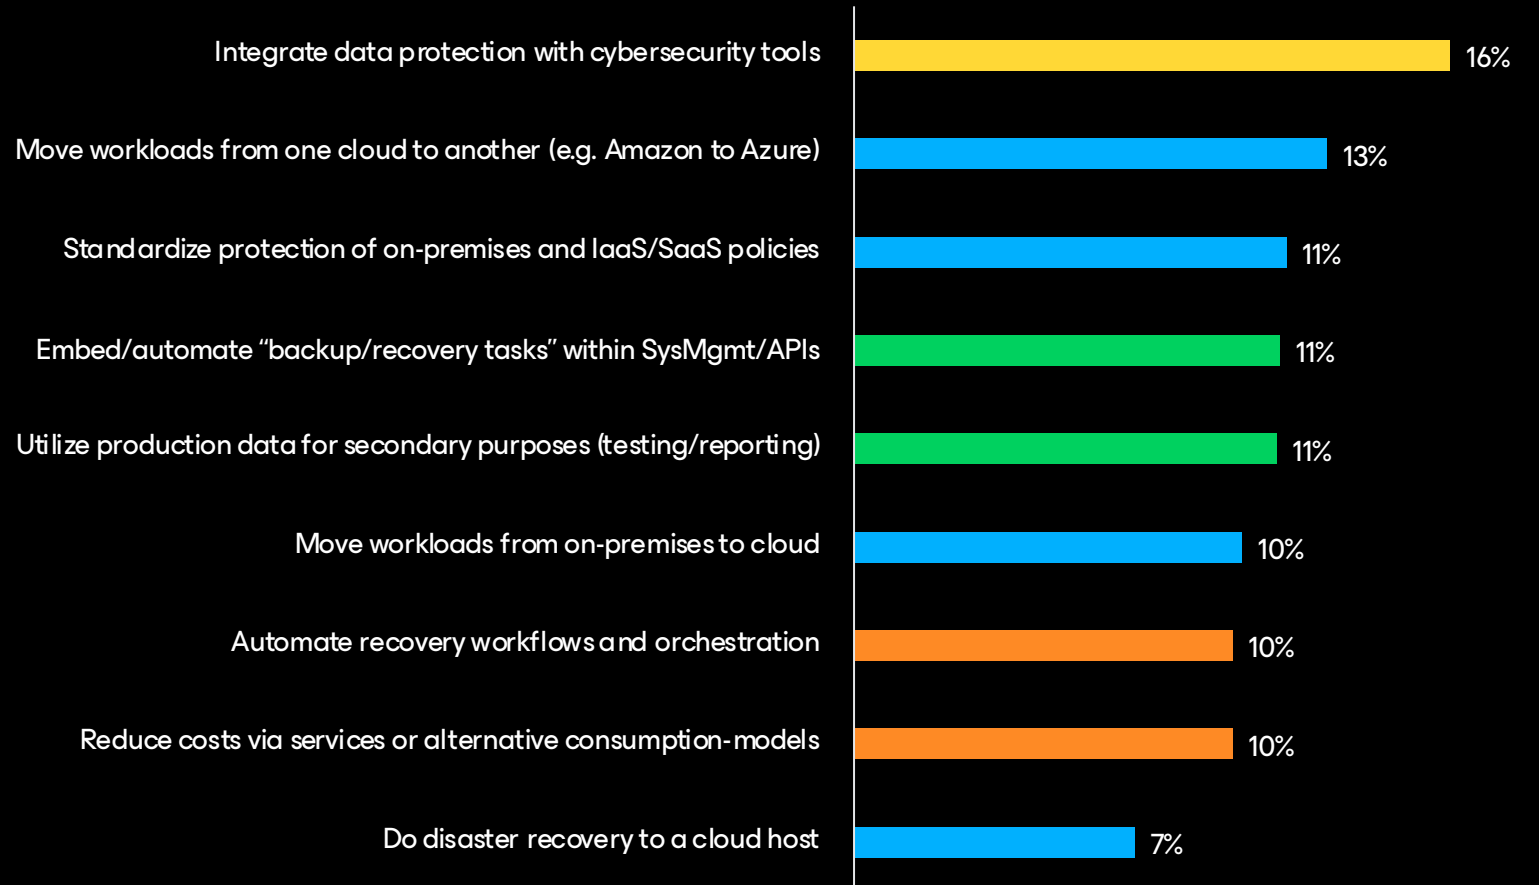 Integrate data protection with cybersecurity tools 16%
Move workloads from one cloud to another (e.g. Amazon to Azure) 13%
Standardize protection of on-premises and IaaS/SaaS policies 11%
Embed/automate “backup/recovery tasks” within SysMgmt/APIs 11%
Utilize production data for secondary purposes (testing/reporting) 11%
Move workloads from on-premises to cloud 10%
Automate recovery workflows and orchestration 10%
Reduce costs via services or alternative consumption-models 10%
Do disaster recovery to a cloud host 7%